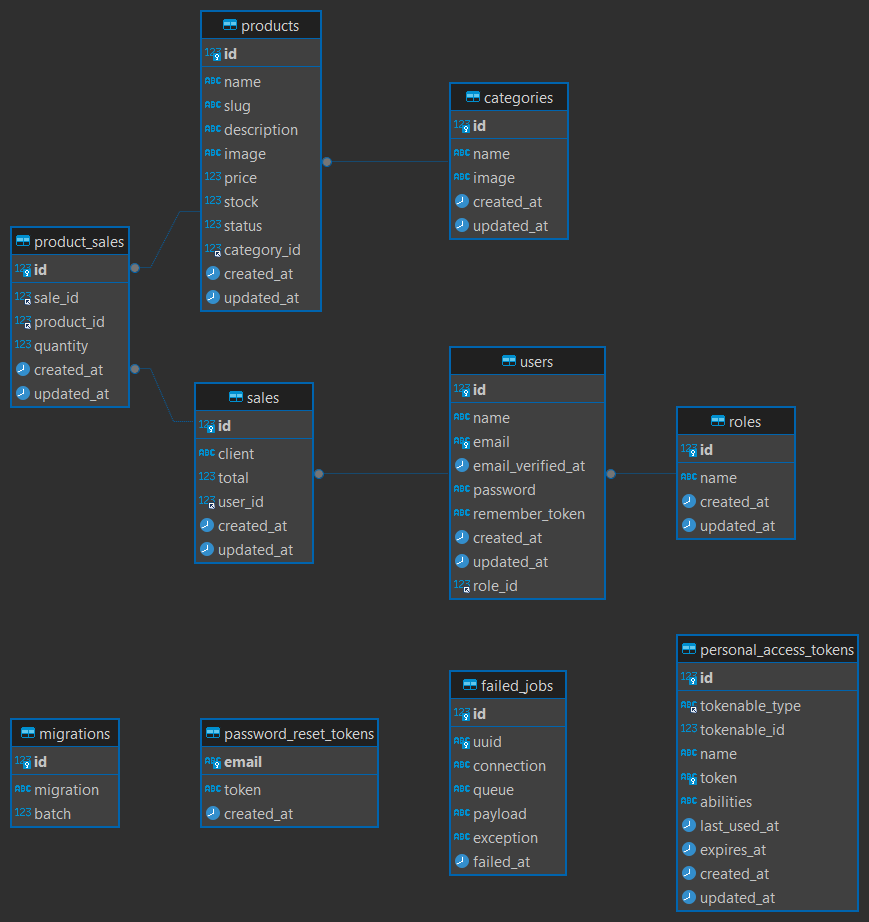 products
123 id
ABC name
ABC slug
ABC description
ABC image
123 price
123 stock
123 status
123 category_id
created_at
updated_at
categories
123 id
ABC name
ABC image
created_at
updated_at
product_sales
123 id
123 sale_id
123 product_id
123 quantity
created_at
updated_at
sales
123 id
ABC client
123 total
123 user_id
created_at
updated_at
users
123 id
ABC name
ABC email
email_verified_at
ABC password
ABC remember_token
created_at
updated_at
123 role_id
roles
123 id
ABC name
created_at
updated_at
migrations
123 id
ABC migration
123 batch
password_reset_tokens
ABC email
ABC token
created_at
failed_jobs
123 id
ABC uuid
ABC connection
ABC queue
ABC payload
ABC exception
failed_at
personal_access_tokens
123 id
ABC tokenable_type
123 tokenable_id
ABC name
ABC token
ABC abilities
last_used_at
expires_at
created_at
updated_at